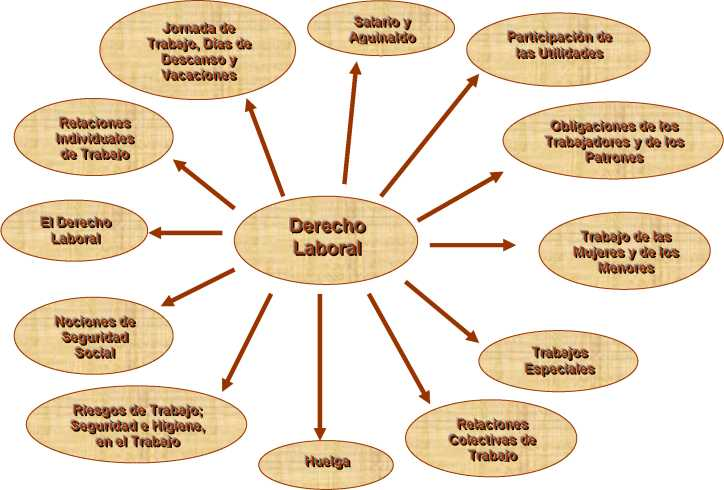 Jornada de
Trabajo, Días de
Descanso y
Vacaciones
Salario y
Aguinaldo
Participación de
las Utilidades
Relaciones
Individuales
de Trabajo
Obligaciones de los
Trabajadores y de los
Patrones
El Derecho
Laboral
Derecho
Laboral
Trabajo de las
Mujeres y de los
Menores
Nociones de
Seguridad
Social
Trabajos
Especiales
Riesgos de Trabajo;
Seguridad e Higiene,
en el Trabajo
Huelga
Relaciones
Colectivas de
Trabajo